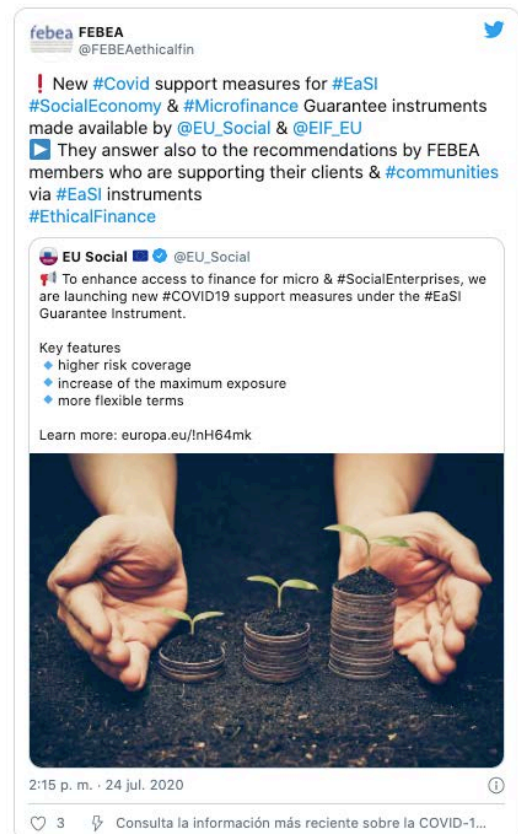 febea FEBEA
@FEBEAethicalfin
❗ New #Covid support measures for #EaSI
#SocialEconomy & #Microfinance Guarantee instruments
made available by @EU_Social & @EIF_EU
▶ They answer also to the recommendations by FEBEA
members who are supporting their clients & #communities
via #EaSI instruments
#EthicalFinance
EU Social 🇪🇺 @EU_Social
📢 To enhance access to finance for micro & #SocialEnterprises, we
are launching new #COVID19 support measures under the #EaSI
Guarantee Instrument.
Key features
🔹 higher risk coverage
🔹 increase of the maximum exposure
🔹 more flexible terms
Learn more: europa.eu/!nH64mk
2:15 p. m. · 24 jul. 2020
3 Consulta la información más reciente sobre la COVID-1...